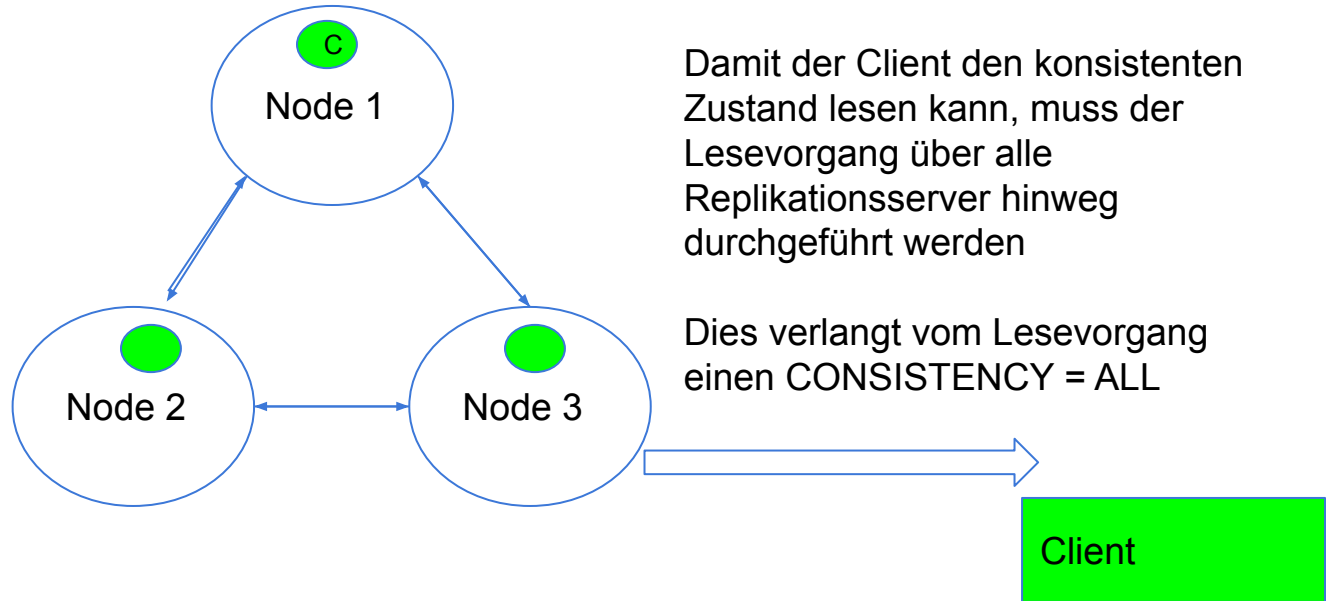 C
Node 1
Damit der Client den konsistenten
Zustand lesen kann, muss der
Lesevorgang über alle
Replikationsserver hinweg
durchgeführt werden
Dies verlangt vom Lesevorgang
einen CONSISTENCY = ALL
Node 2
Node 3
Client